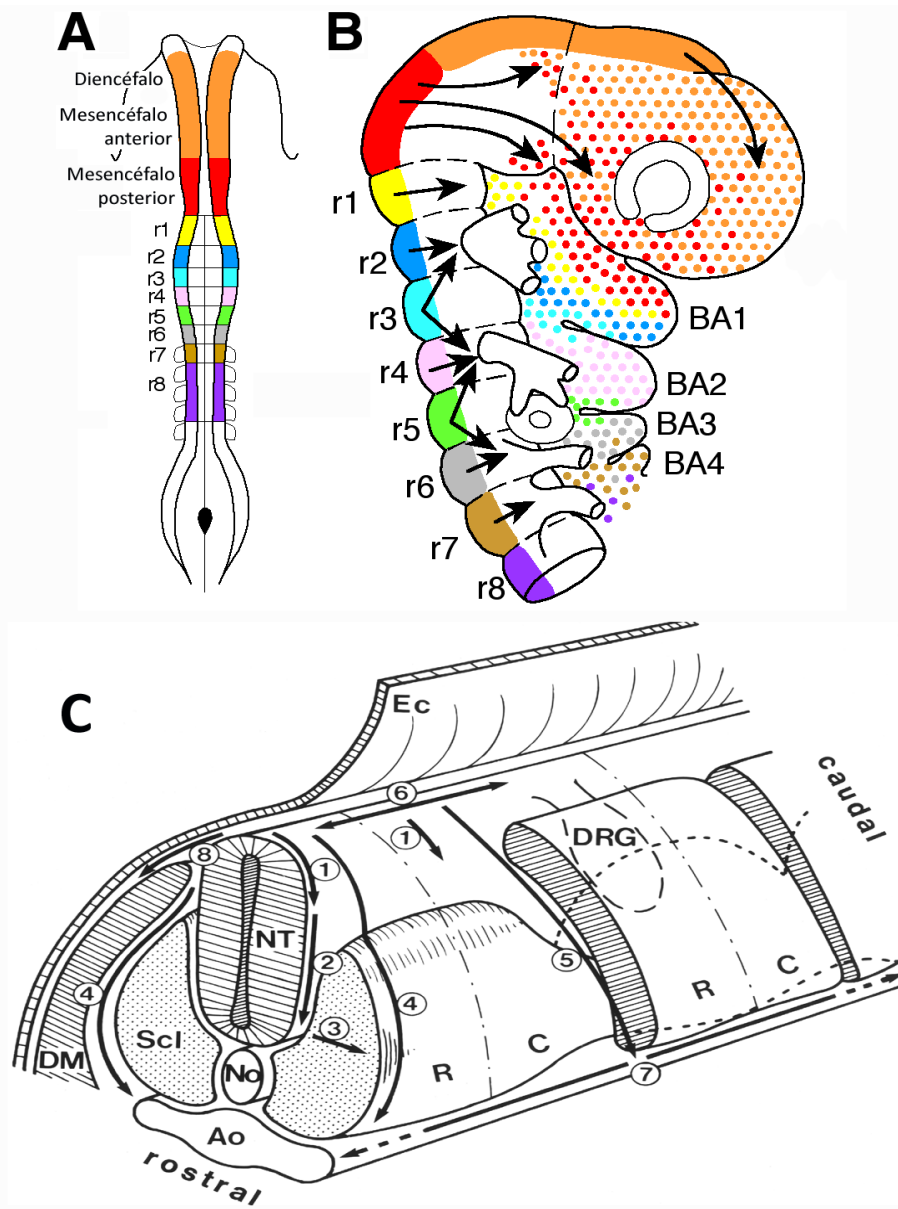 A
Diencéfalo
Mesencéfalo
anterior
Mesencéfalo
posterior
r1
r2
r3
r4
r5
r6
r7
r8
B
r1
r2
r3
r4
r5
r6
r7
r8
BA1
BA2
BA3
BA4
C
Ec
caudal
6
8
1
1
DRG
NT
2
5
4
4
3
R
C
R
C
Scl
DM
No
7
Ao
rostral